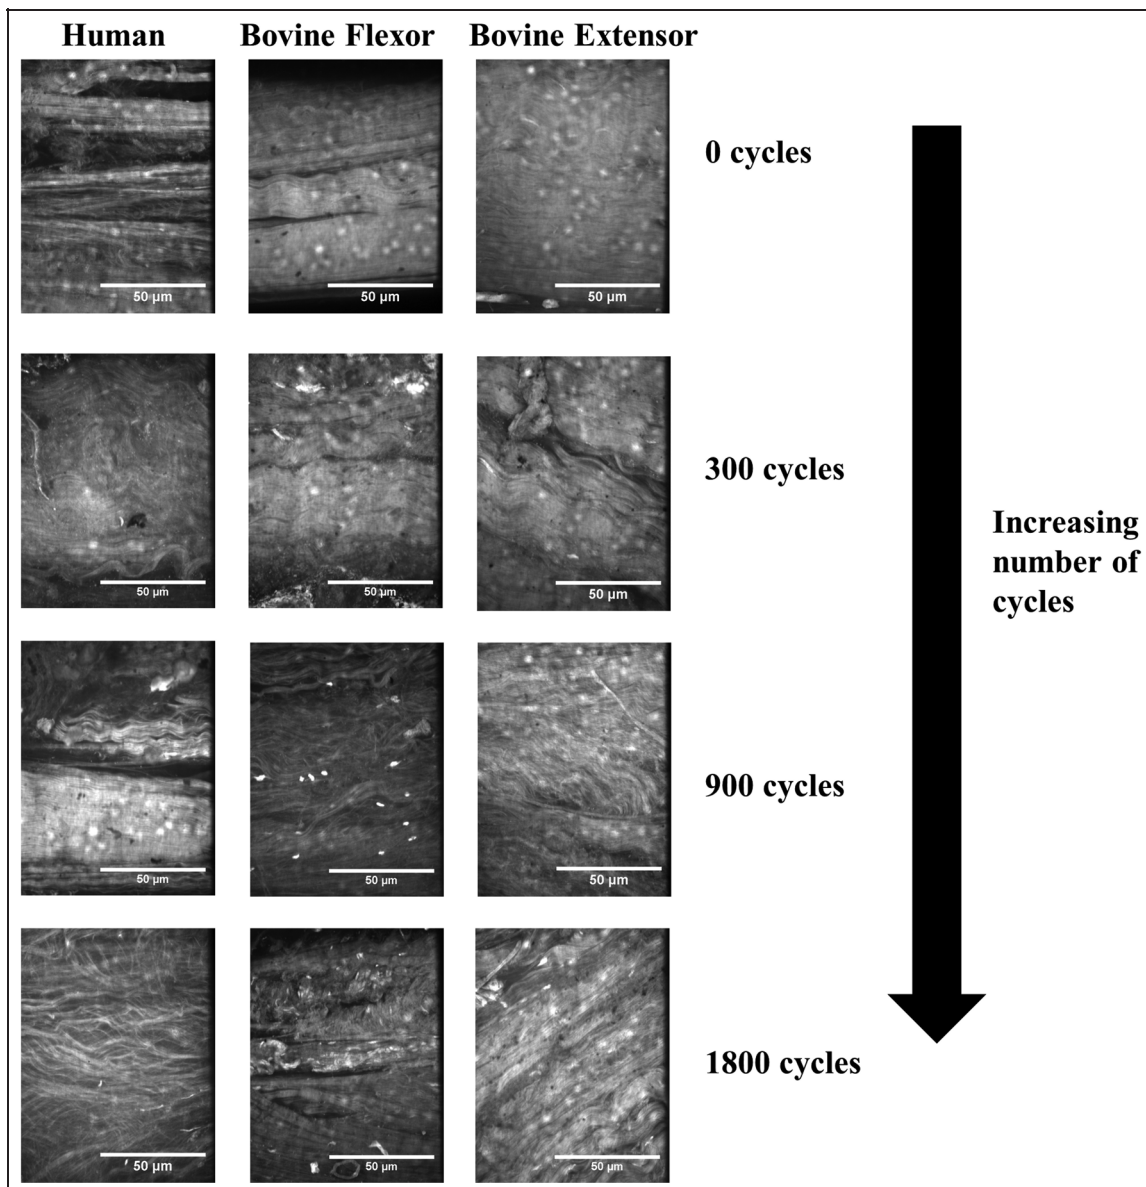 Human Bovine Flexor Bovine Extensor
50 µm 50 µm 50 µm
0 cycles
50 µm 50 µm 50 µm
300 cycles
Increasing
number of
cycles
50 µm 50 µm 50 µm
900 cycles
50 µm 50 µm 50 µm
1800 cycles